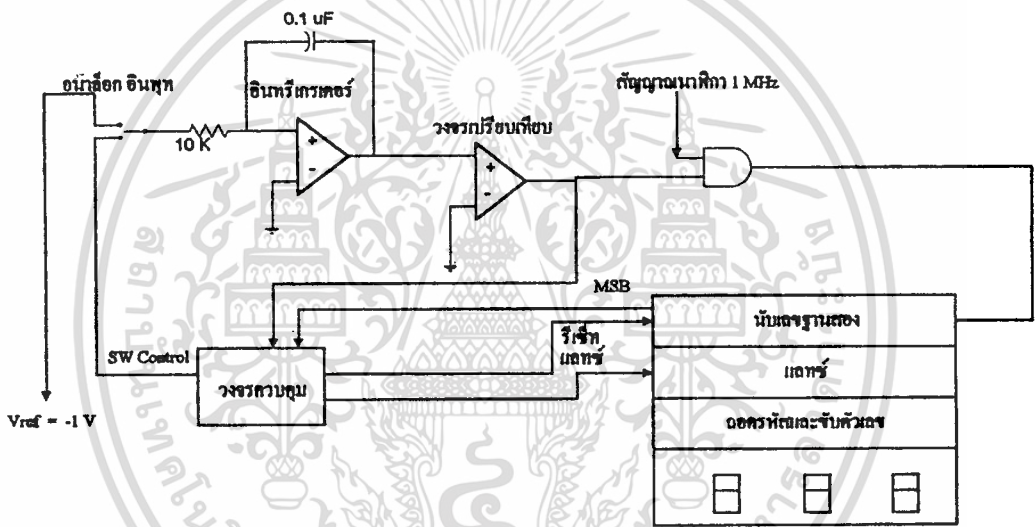 0.1 uF
อนาล็อก อินพุท
อินทริเกรเตอร์
สัญญาณนาฬิกา 1 MHz
วงจรเปรียบเทียบ
10 K
+
-
+
-
MSB
นับเลขฐานสอง
SW Control
รีเซ็ท
แลทซ์
แลทซ์
วงจรควบคุม
ถอดรหัสและขับตัวเลข
Vref = -1 V